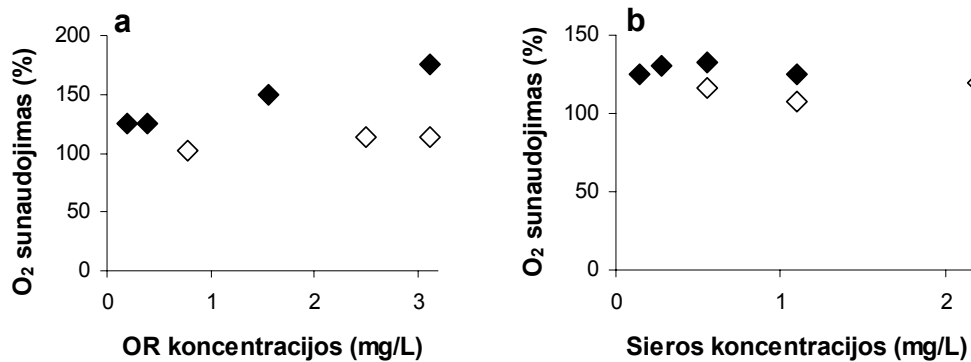 a
O₂ sunaudojimas (%)
200
150
100
50
0
0 1 2 3
OR koncentracijos (mg/L)
b
O₂ sunaudojimas (%)
150
100
50
0
0 1 2
Sieros koncentracijos (mg/L)